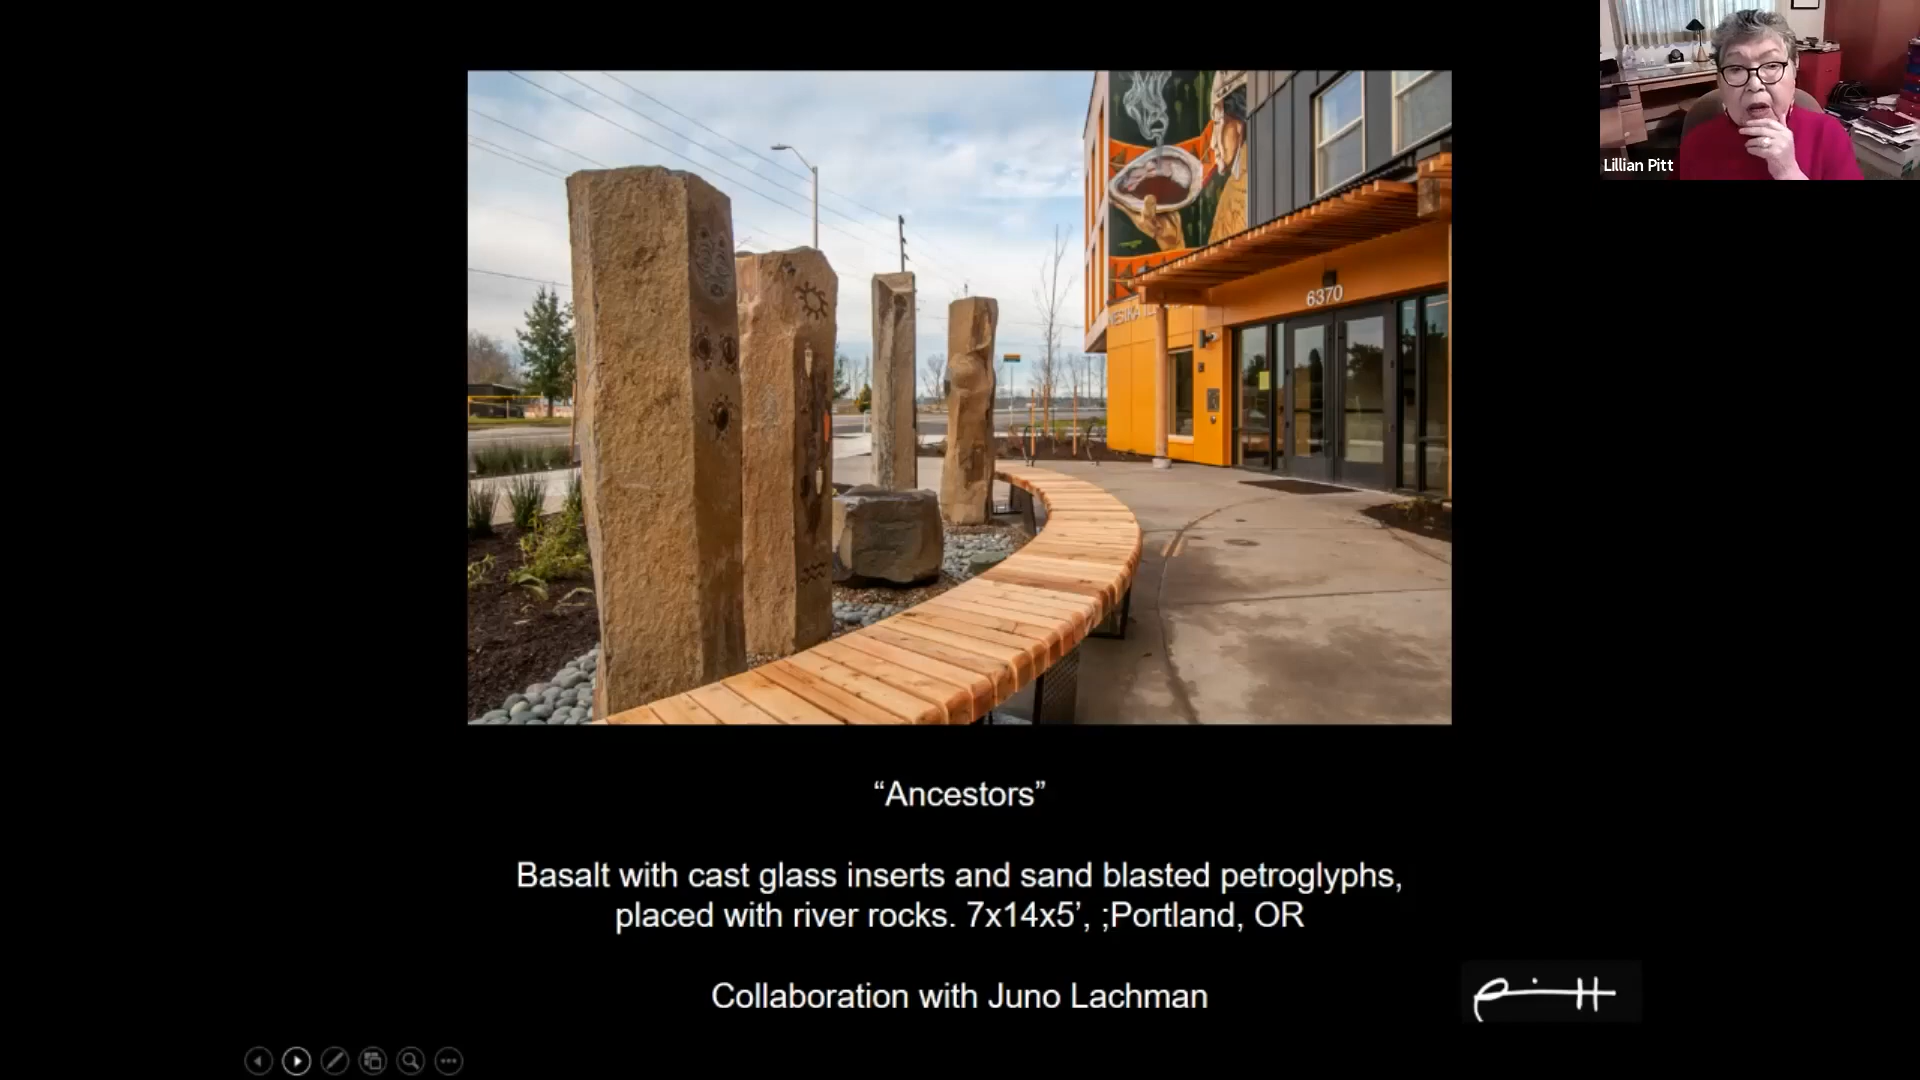 Lillian Pitt
6370
“Ancestors”
Basalt with cast glass inserts and sand blasted petroglyphs,
placed with river rocks. 7x14x5’, ;Portland, OR
Collaboration with Juno Lachman
Pitt